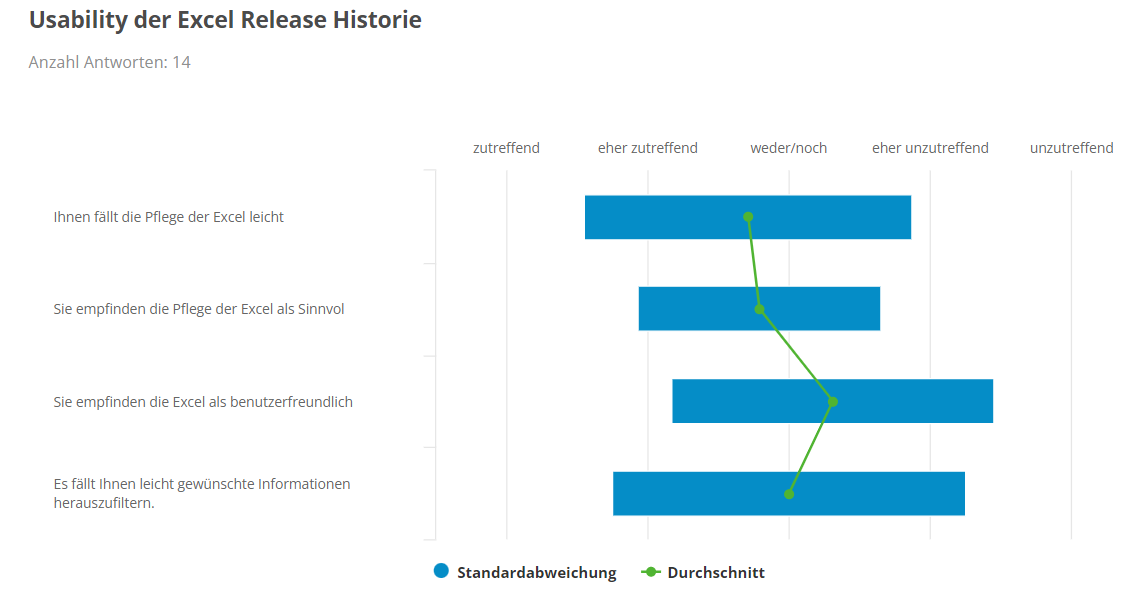 Usability der Excel Release Historie
Anzahl Antworten: 14
zutreffend eher zutreffend weder/noch eher unzutreffend unzutreffend
Ihnen fällt die Pflege der Excel leicht
Sie empfinden die Pflege der Excel als Sinnvol
Sie empfinden die Excel als benutzerfreundlich
Es fällt Ihnen leicht gewünschte Informationen
herauszufiltern.
Standardabweichung Durchschnitt